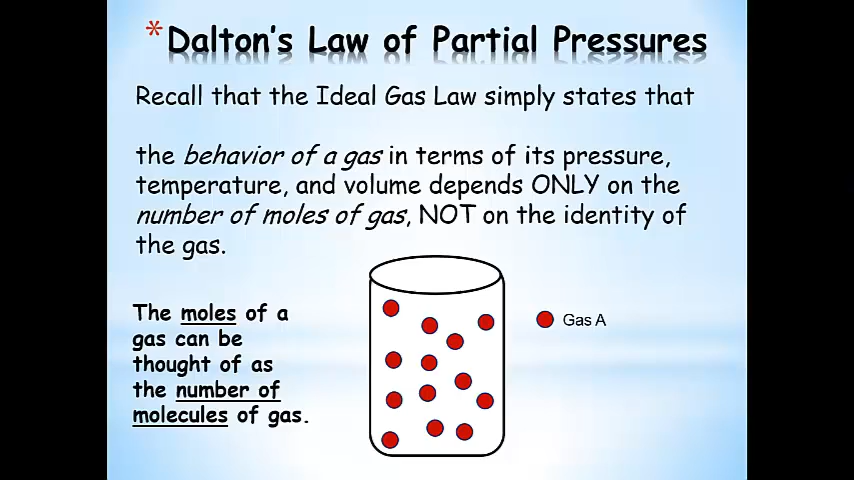 * Dalton's Law of Partial Pressures
Recall that the Ideal Gas Law simply states that
the behavior of a gas in terms of its pressure,
temperature, and volume depends ONLY on the
number of moles of gas, NOT on the identity of
the gas.
The moles of a
gas can be
thought of as
the number of
molecules of gas.
Gas A